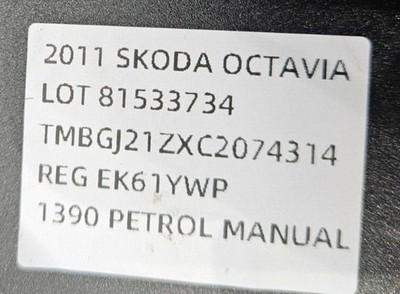 2011 SKODA OCTAVIA
LOT 81533734
TMBGJ21ZXC2074314
REG EK61YWP
1390 PETROL MANUAL